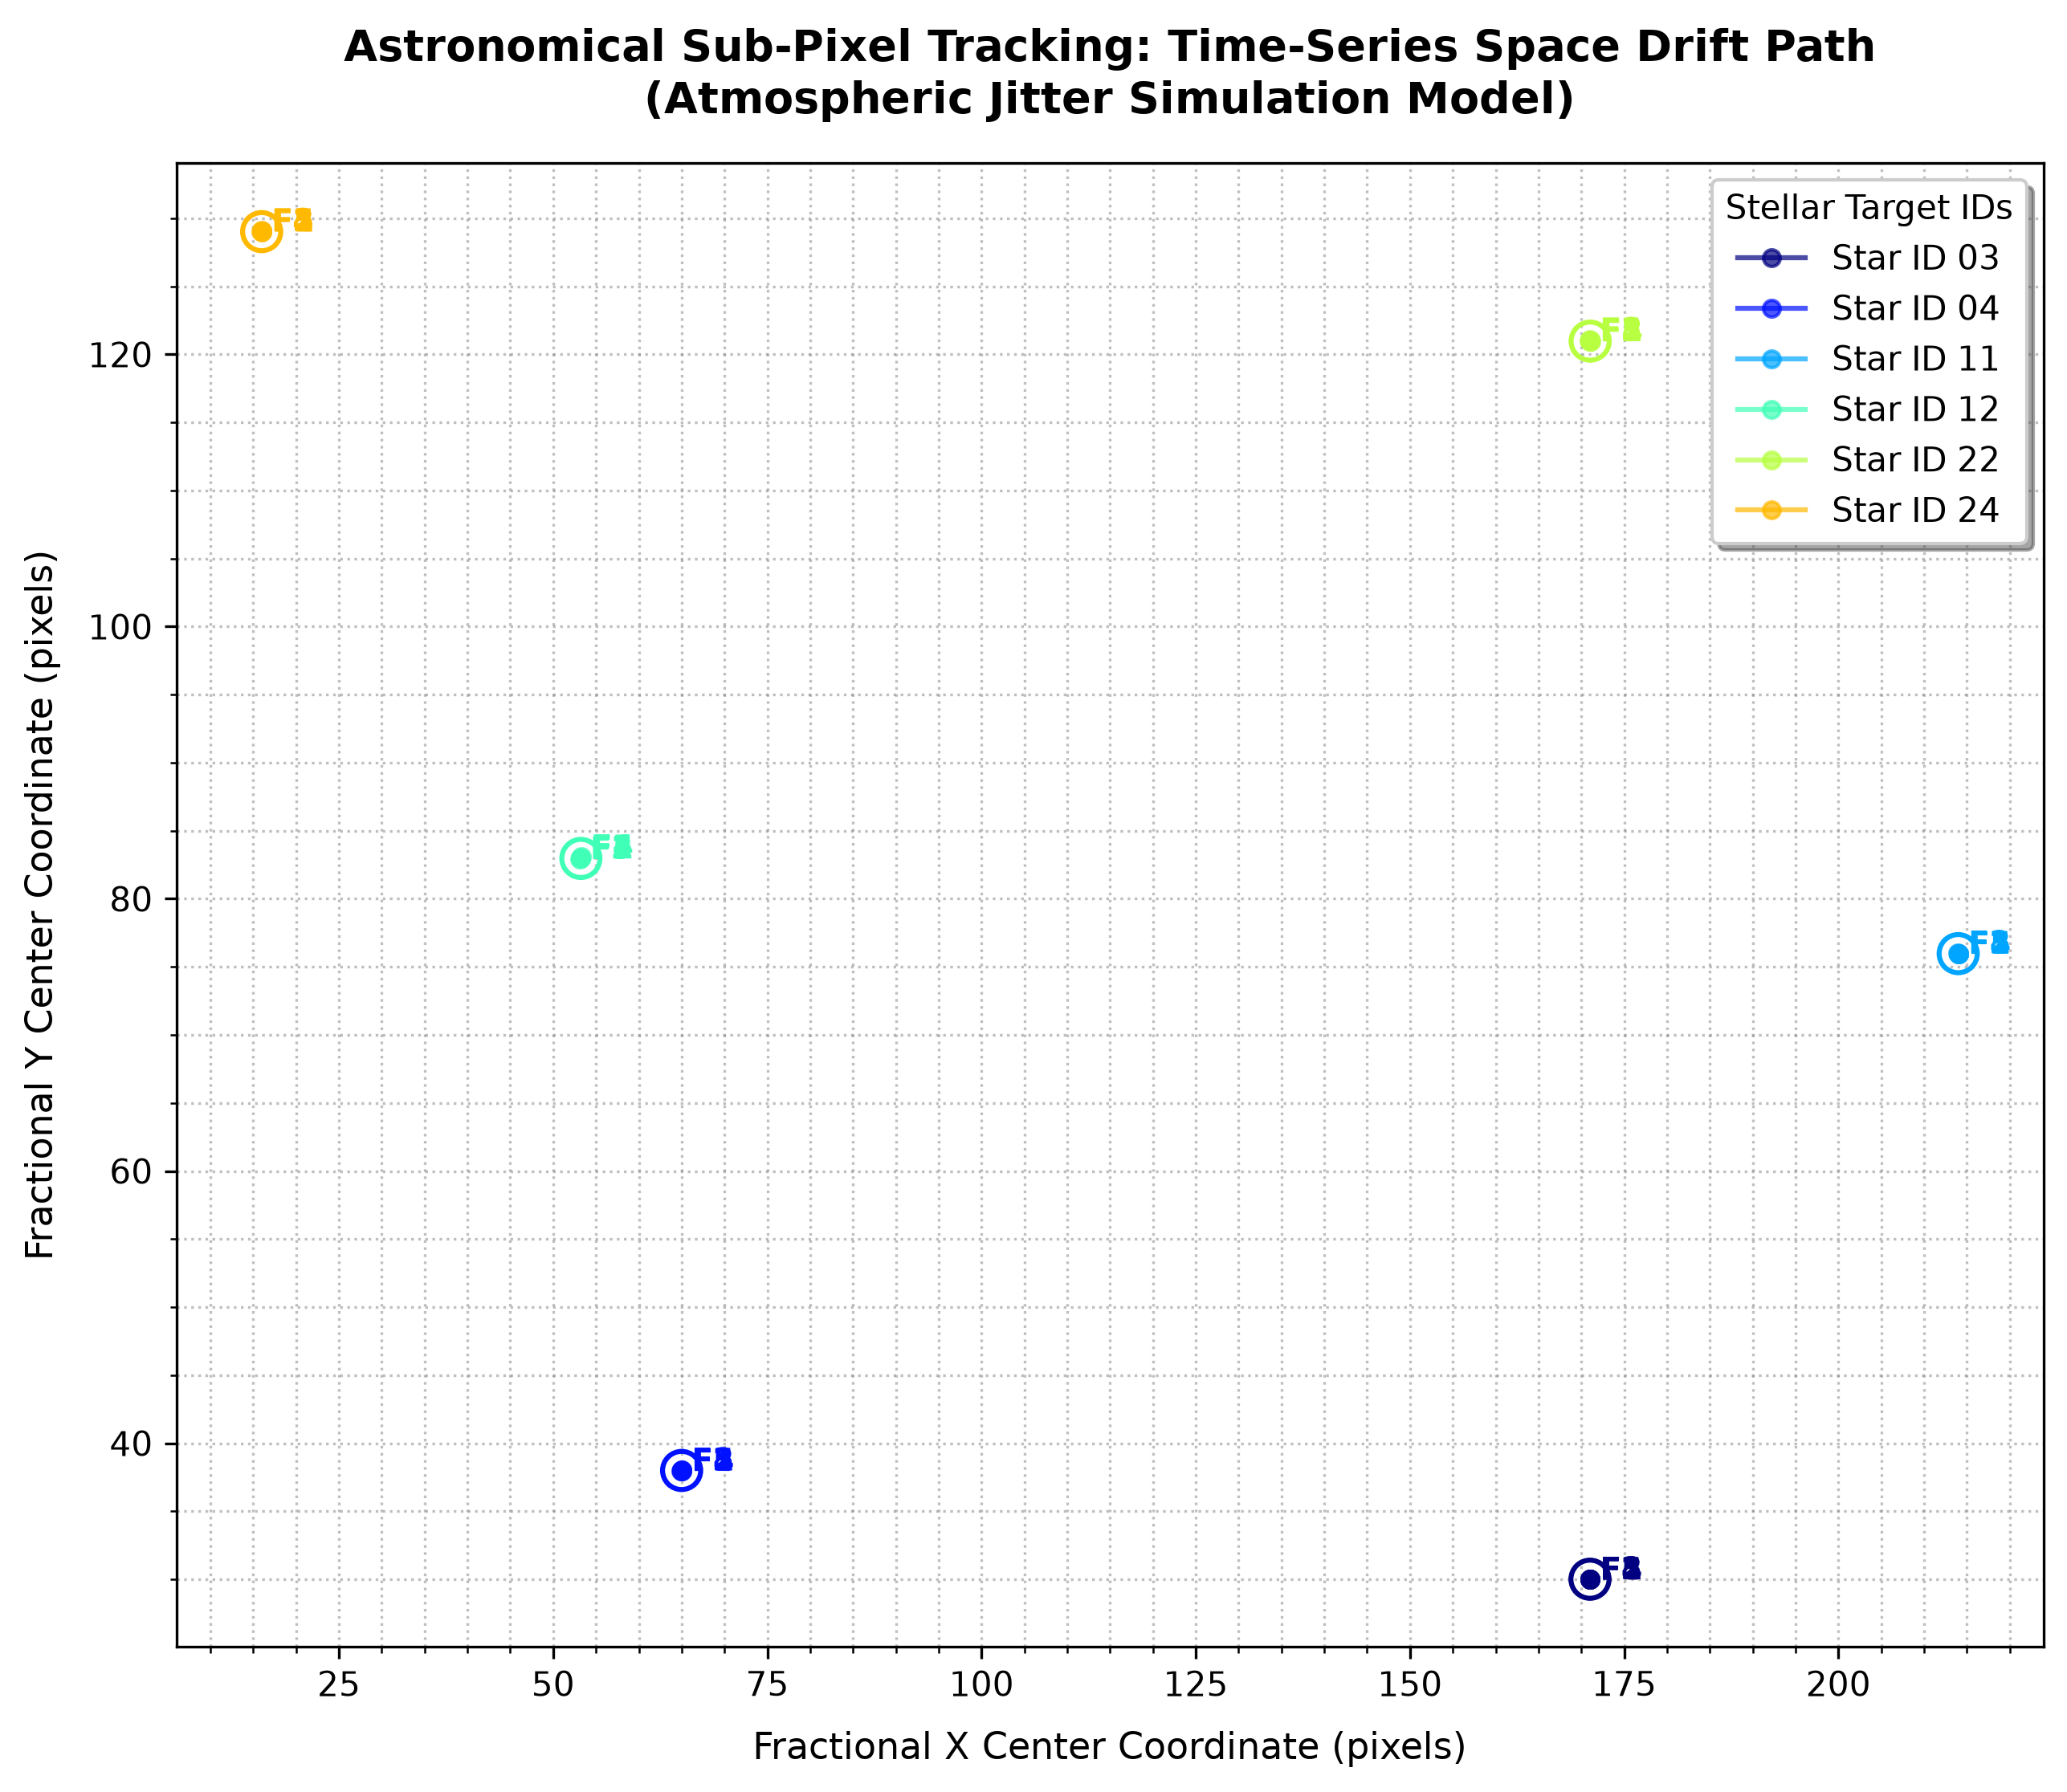 Astronomical Sub-Pixel Tracking: Time-Series Space Drift Path
(Atmospheric Jitter Simulation Model)
Stellar Target IDs
Star ID 03
Star ID 04
Star ID 11
Star ID 12
Star ID 22
Star ID 24
Fractional Y Center Coordinate (pixels)
120
100
80
60
40
25 50 75 100 125 150 175 200
Fractional X Center Coordinate (pixels)